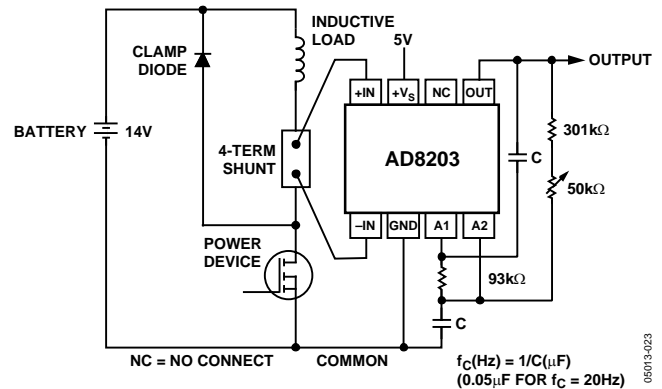 INDUCTIVE
LOAD
CLAMP
DIODE
5V
OUTPUT
+IN
+VS
NC
OUT
BATTERY
14V
4-TERM
SHUNT
AD8203
C
301kΩ
50kΩ
–IN
GND
A1
A2
POWER
DEVICE
93kΩ
C
NC = NO CONNECT
COMMON
fC(Hz) = 1/C(μF)
(0.05μF FOR fC = 20Hz)
05013-023